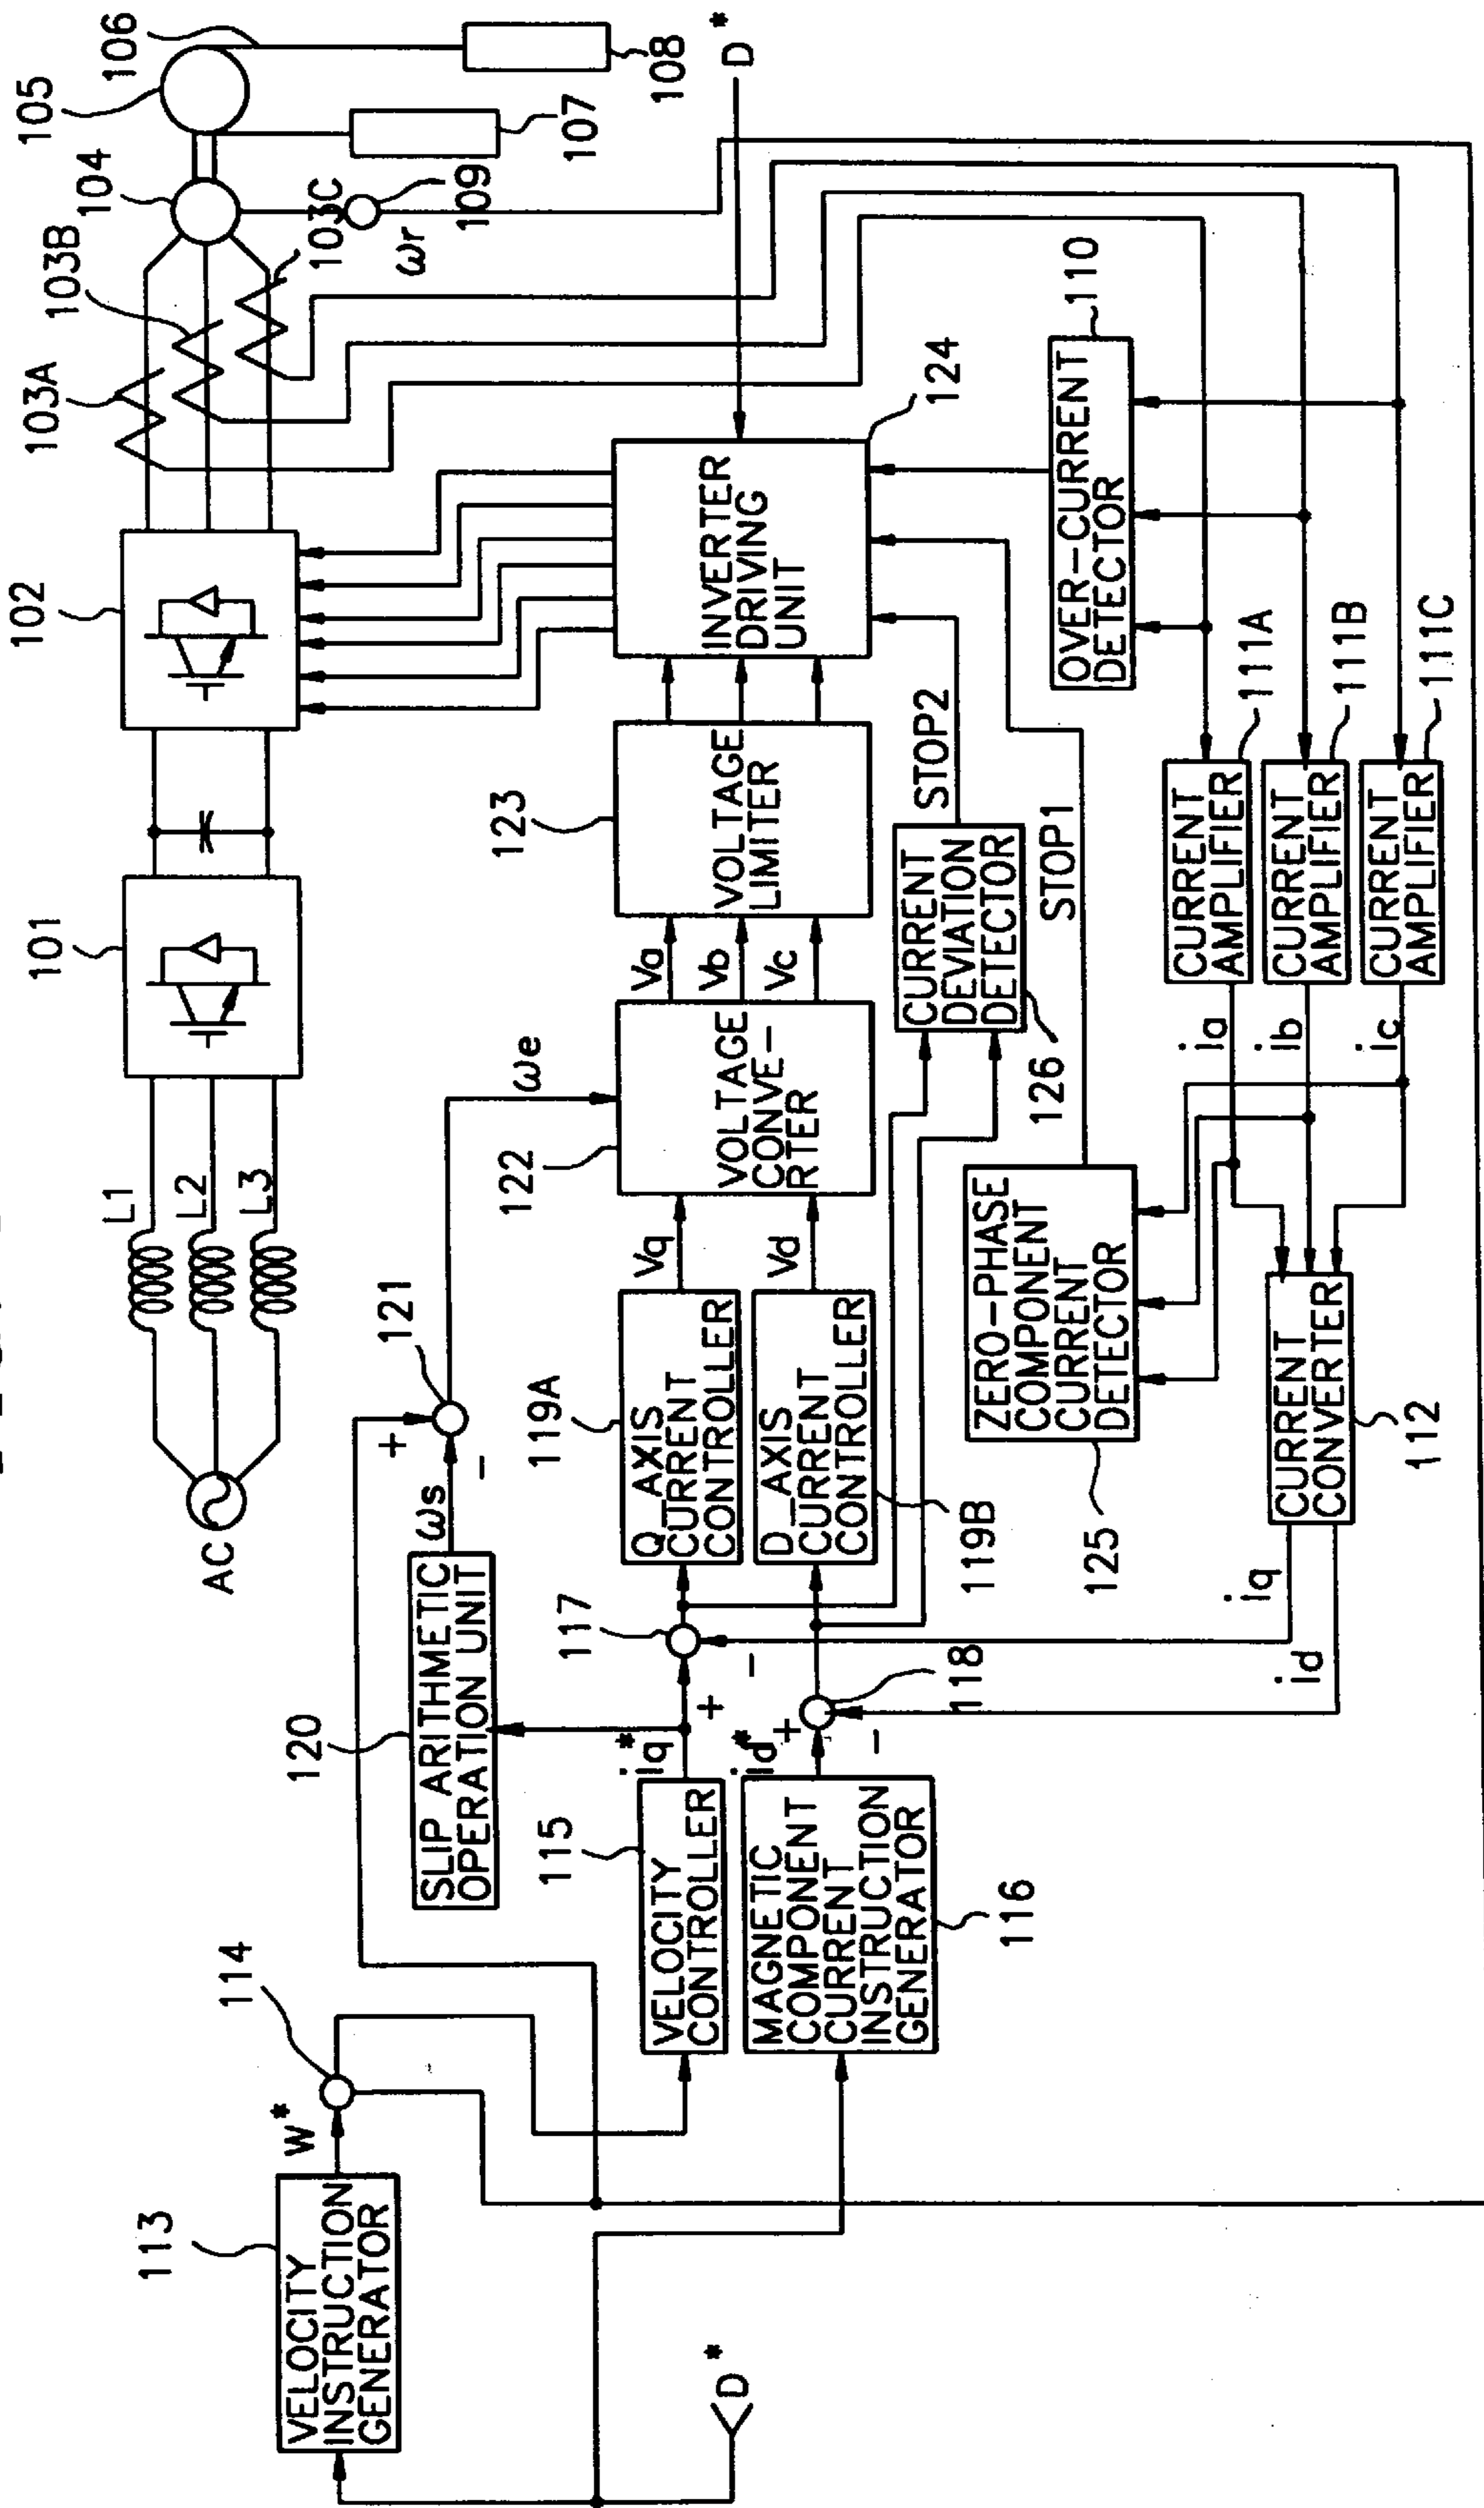 113
VELOCITY
INSTRUCTION
GENERATOR
W*
114
D*
AC
L1
L2
L3
101
102
103A
103B
103C
104
105
106
107
108
109
ωr
D*
120
SLIP ARITHMETIC
OPERATION UNIT
ωs
121
+
-
ωe
115
VELOCITY
CONTROLLER
iq*
+
-
117
119A
Q_AXIS
CURRENT
CONTROLLER
Vq
122
VOLTAGE
CONVE-
RTER
Va
Vb
Vc
123
VOLTAGE
LIMITER
INVERTER
DRIVING
UNIT
124
116
MAGNETIC
COMPONENT
CURRENT
INSTRUCTION
GENERATOR
id*
+
-
118
D_AXIS
CURRENT
CONTROLLER
119B
Vd
CURRENT
DEVIATION
DETECTOR
126
STOP2
STOP1
ZERO-PHASE
COMPONENT
CURRENT
DETECTOR
125
OVER-CURRENT
DETECTOR
110
iq
id
CURRENT
CONVERTER
112
ia
ib
ic
CURRENT
AMPLIFIER
111A
CURRENT
AMPLIFIER
111B
CURRENT
AMPLIFIER
111C